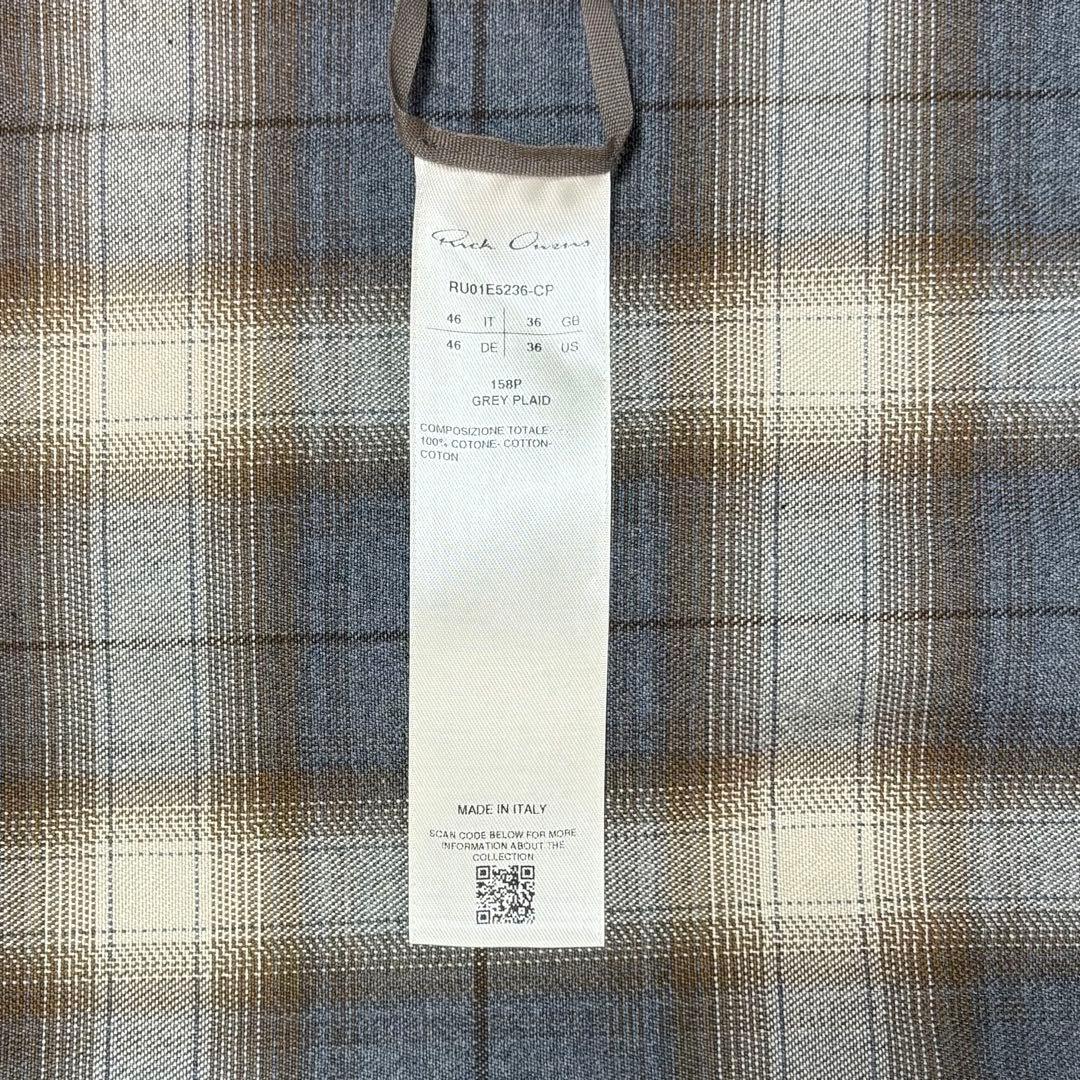 Rick Owens
RU01E5236-CP
46 IT 36 GB
46 DE 36 US
158P
GREY PLAID
COMPOSIZIONE TOTALE- - -
100% COTONE- COTTON-
COTON
MADE IN ITALY
SCAN CODE BELOW FOR MORE
INFORMATION ABOUT THE
COLLECTION